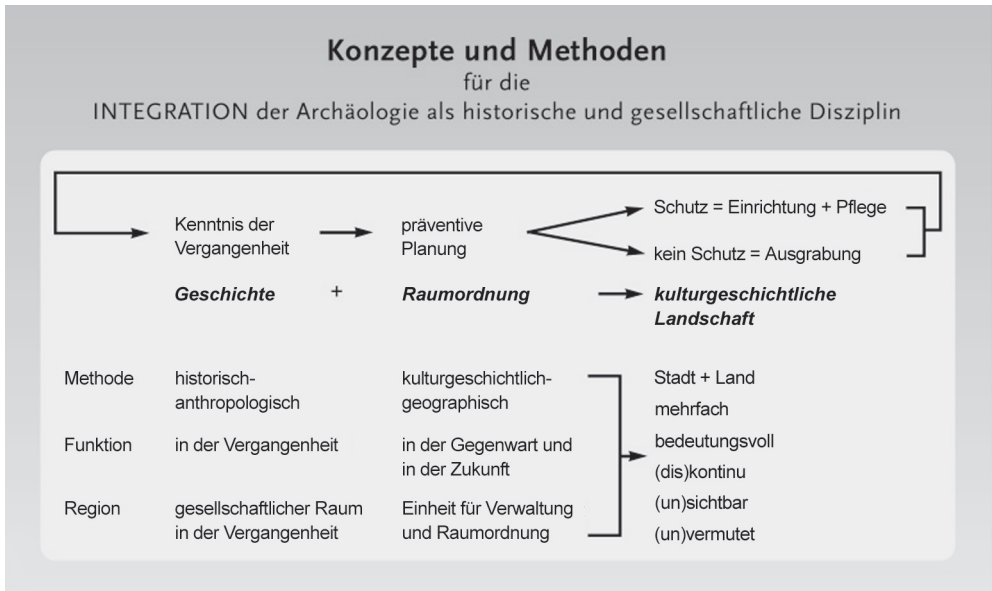 Konzepte und Methoden
für die
INTEGRATION der Archäologie als historische und gesellschaftliche Disziplin
Kenntnis der
Vergangenheit
präventive
Planung
Schutz = Einrichtung + Pflege
kein Schutz = Ausgrabung
Geschichte + Raumordnung
kulturgeschichtliche
Landschaft
Methode
historisch-
anthropologisch
kulturgeschichtlich-
geographisch
Funktion
in der Vergangenheit
in der Gegenwart und
in der Zukunft
Region
gesellschaftlicher Raum
in der Vergangenheit
Einheit für Verwaltung
und Raumordnung
Stadt + Land
mehrfach
bedeutungsvoll
(dis)kontinu
(un)sichtbar
(un)vermutet